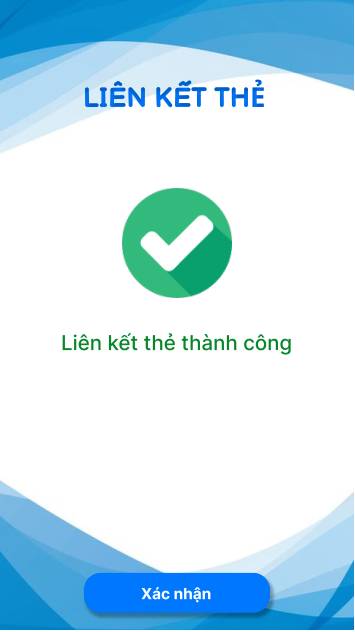 LIÊN KẾT THẺ
Liên kết thẻ thành công
Xác nhận